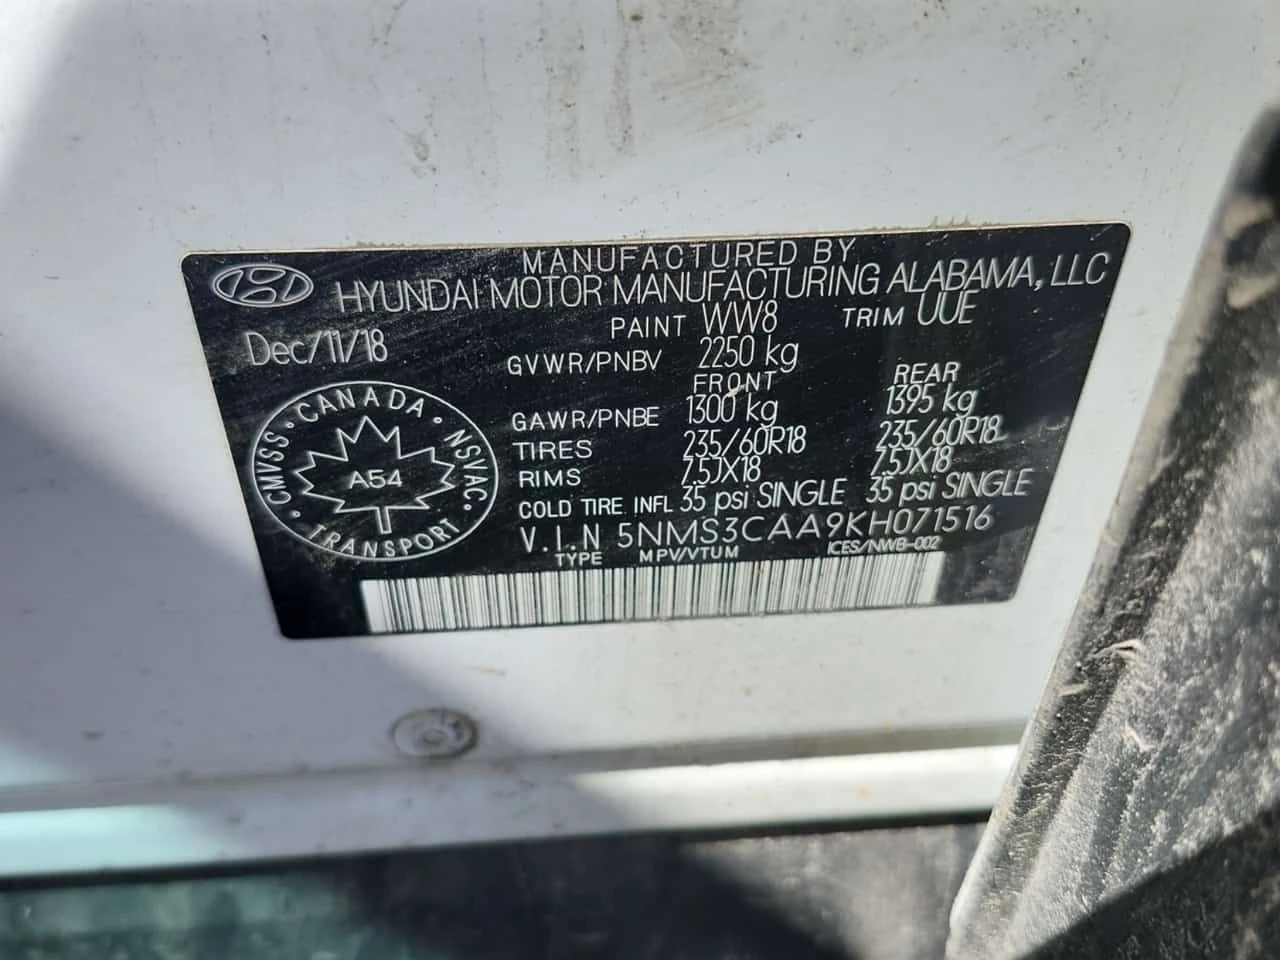 MANUFACTURED BY
HYUNDAI MOTOR MANUFACTURING ALABAMA, LLC
PAINT WW8 TRIM UUE
Dec/11/18
GVWR/PNBV 2250 kg
FRONT REAR
GAWR/PNBE 1300 kg 1395 kg
TIRES 235/60R18 235/60R18
RIMS 7.5JX18 7.5JX18
COLD TIRE INFL 35 psi SINGLE 35 psi SINGLE
V.I.N 5NMS3CAA9KH071516
TYPE MPV/VTUM ICES/NWB-002
CANADA
CMVSS • NSVAC
A54
TRANSPORT